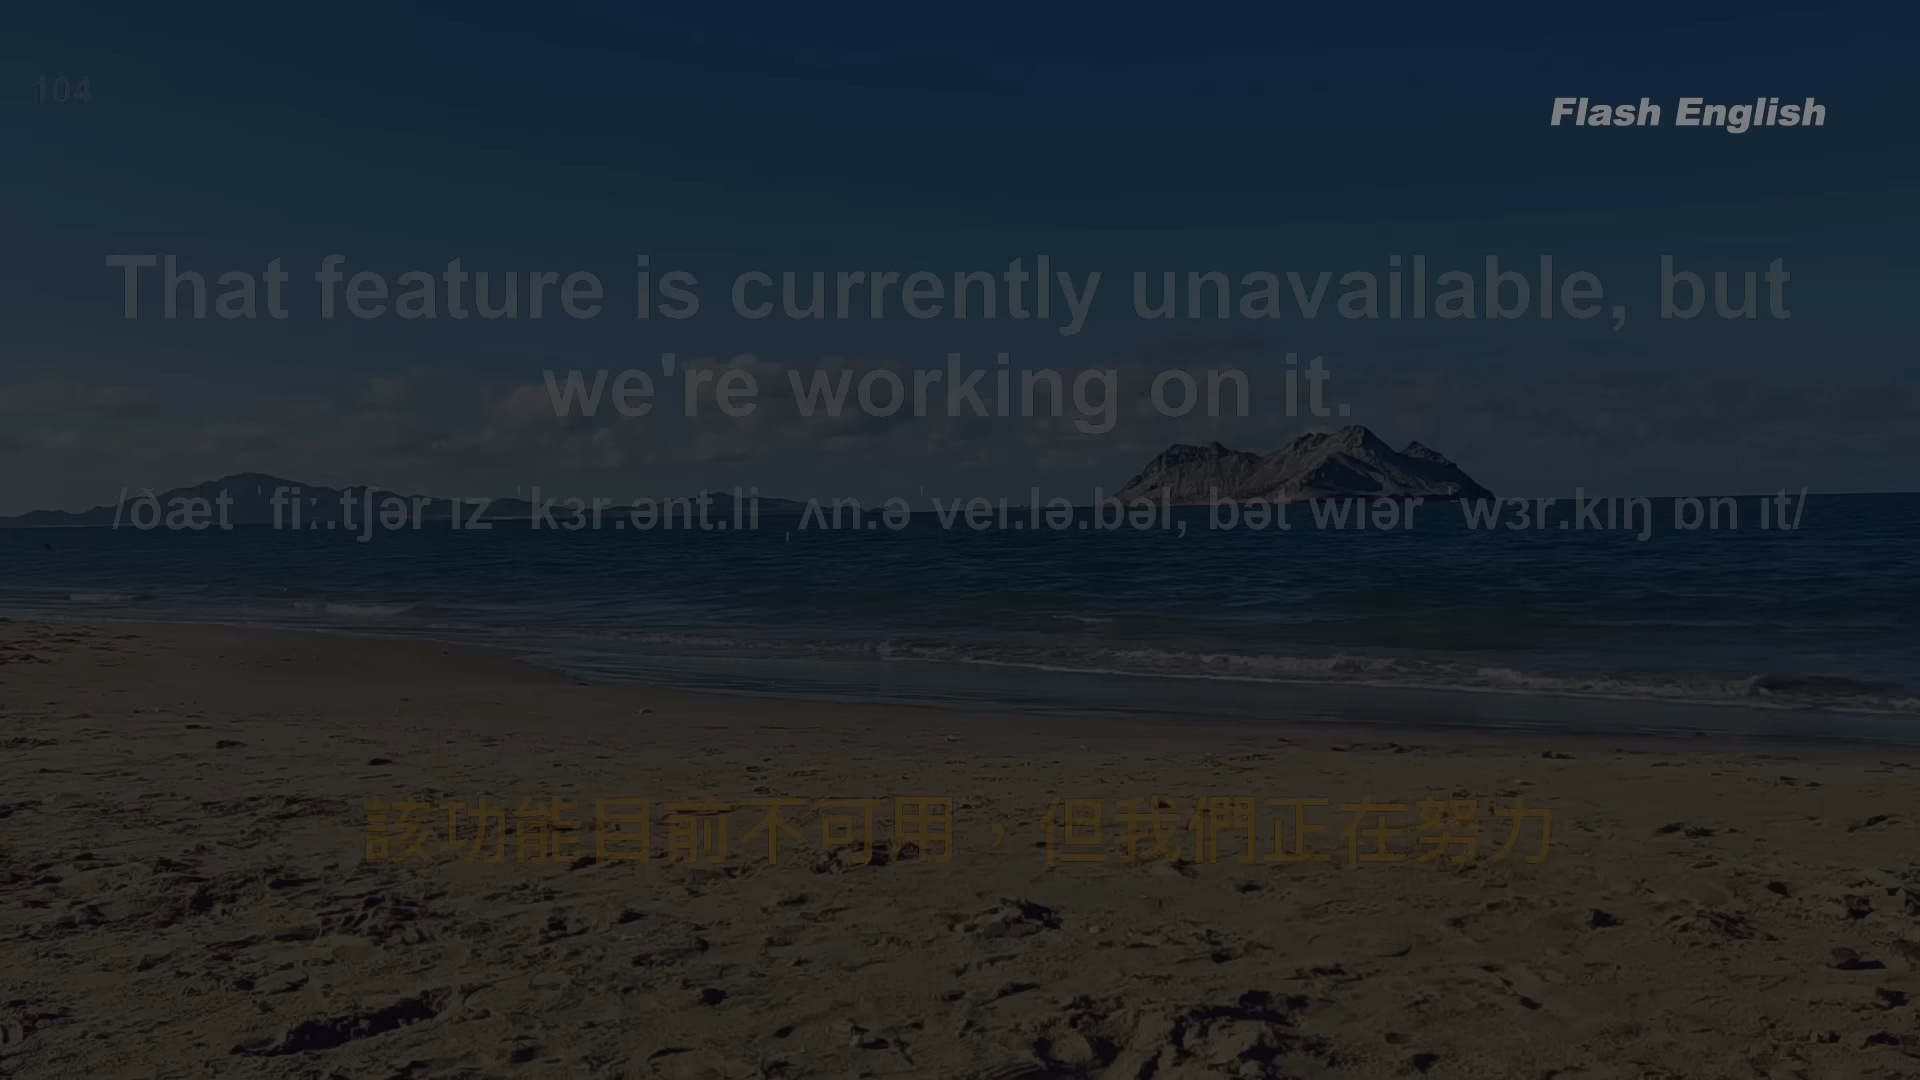 104
Flash English
That feature is currently unavailable, but
we're working on it.
/ðæt ˈfiː.tʃər ɪz ˈkɜr.ənt.li ˌʌn.əˈveɪ.lə.bəl, bət wiər ˈwɜr.kɪŋ ɒn ɪt/
該功能目前不可用，但我們正在努力